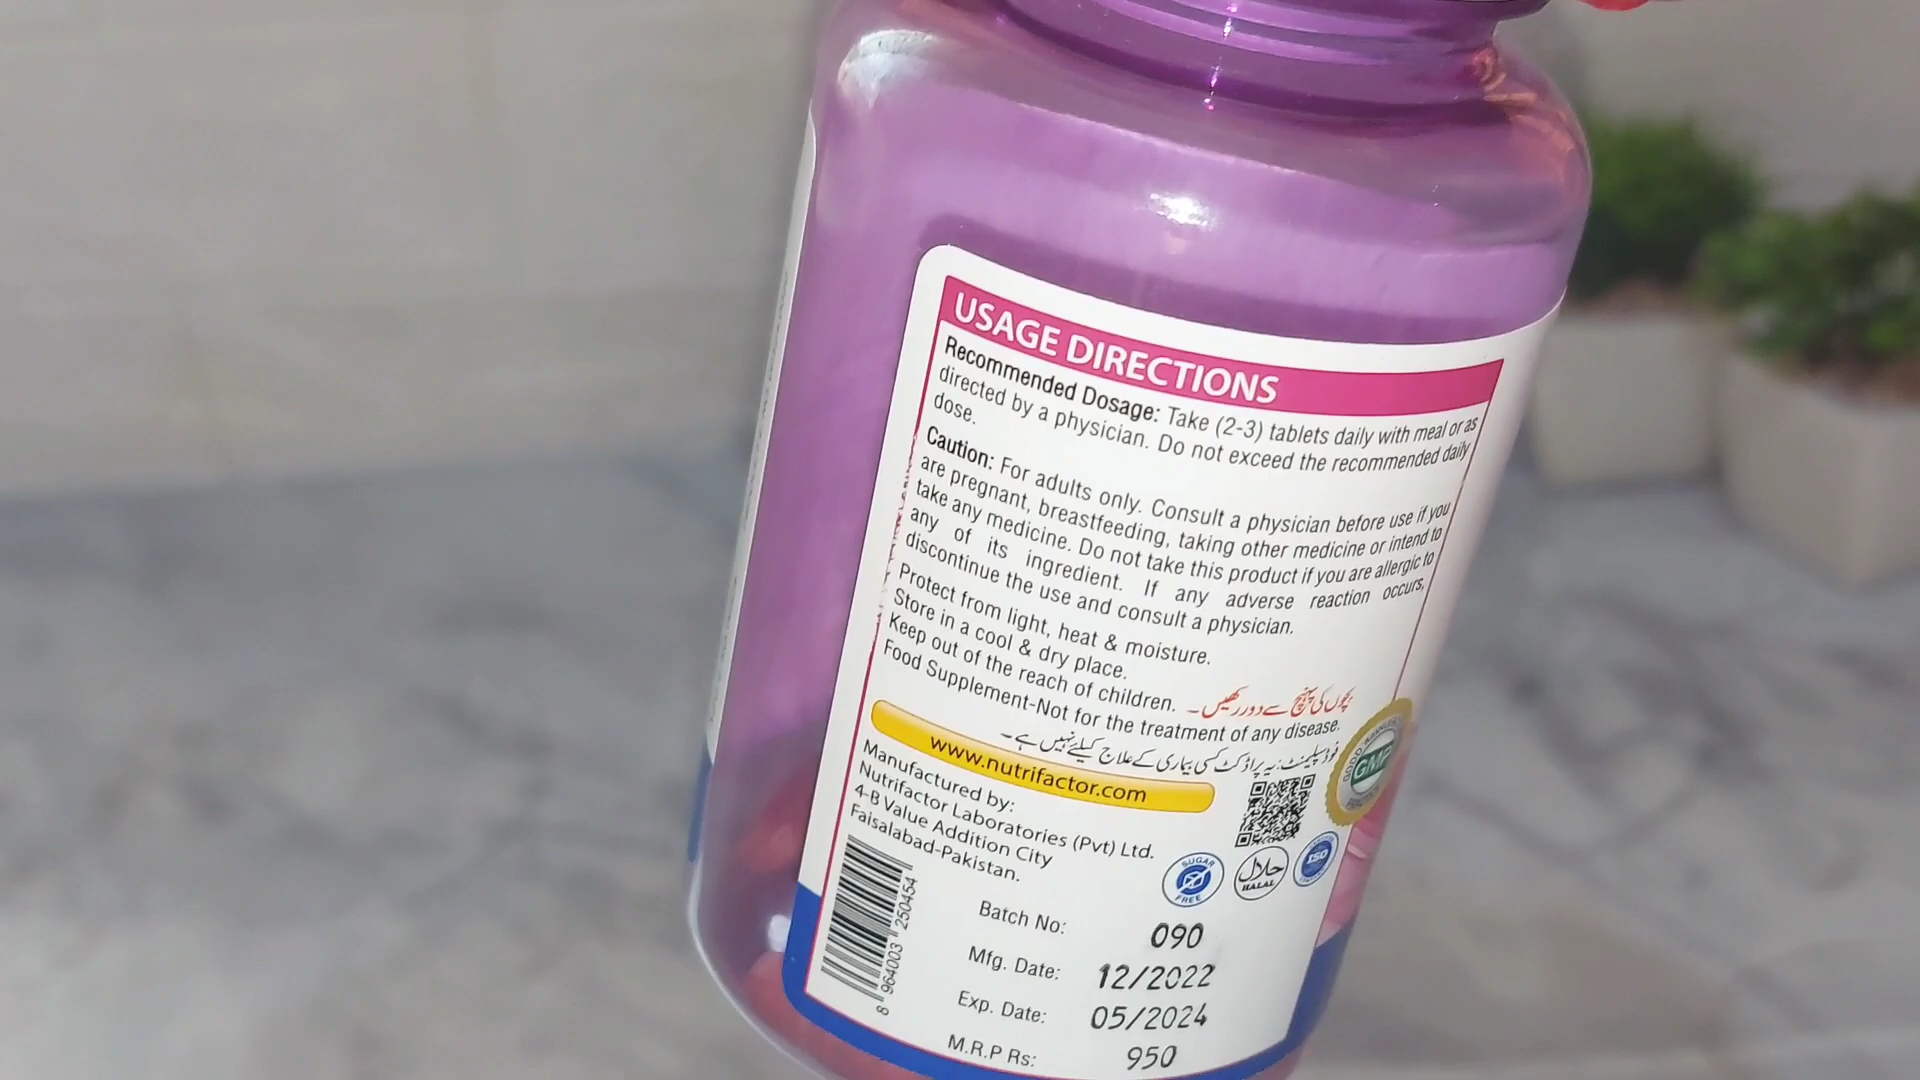 USAGE DIRECTIONS
Recommended Dosage: Take (2-3) tablets daily with meal or as
directed by a physician. Do not exceed the recommended daily
dose.
Caution: For adults only. Consult a physician before use if you
are pregnant, breastfeeding, taking other medicine or intend to
take any medicine. Do not take this product if you are allergic to
any of its ingredient. If any adverse reaction occurs,
discontinue the use and consult a physician.
Protect from light, heat & moisture.
Store in a cool & dry place.
Keep out of the reach of children. بچوں کی پہنچ سے دور رکھیں۔
Food Supplement-Not for the treatment of any disease.
فوڈ سپلیمنٹ: یہ پراڈکٹ کسی بیماری کے علاج کیلئے نہیں ہے۔
www.nutrifactor.com
GMP
Manufactured by:
Nutrifactor Laboratories (Pvt) Ltd.
4-B Value Addition City
Faisalabad-Pakistan.
SUGAR FREE
حلال
HALAL
ISO
8 964003 250454
Batch No: 090
Mfg. Date: 12/2022
Exp. Date: 05/2024
M.R.P Rs: 950